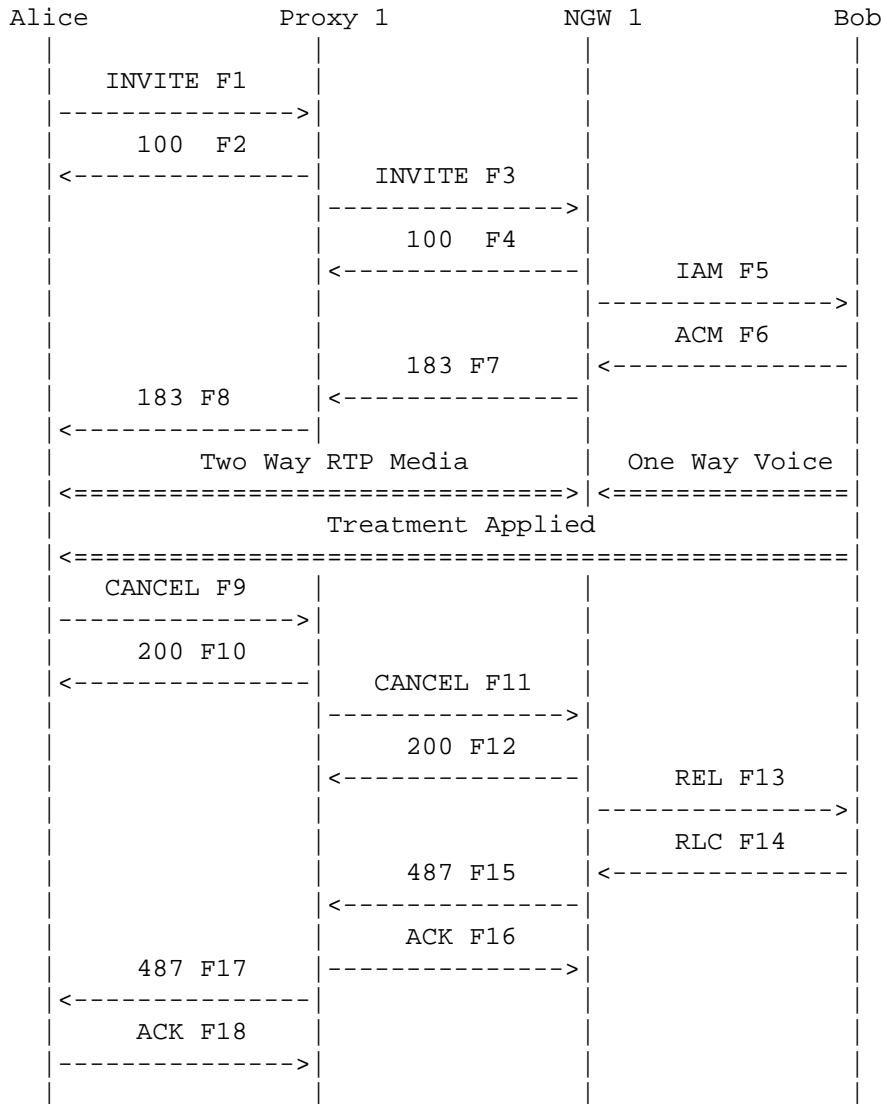 Alice Proxy 1 NGW 1 Bob
INVITE F1
100 F2
INVITE F3
100 F4
IAM F5
ACM F6
183 F7
183 F8
Two Way RTP Media One Way Voice
Treatment Applied
CANCEL F9
200 F10
CANCEL F11
200 F12
REL F13
RLC F14
487 F15
ACK F16
487 F17
ACK F18